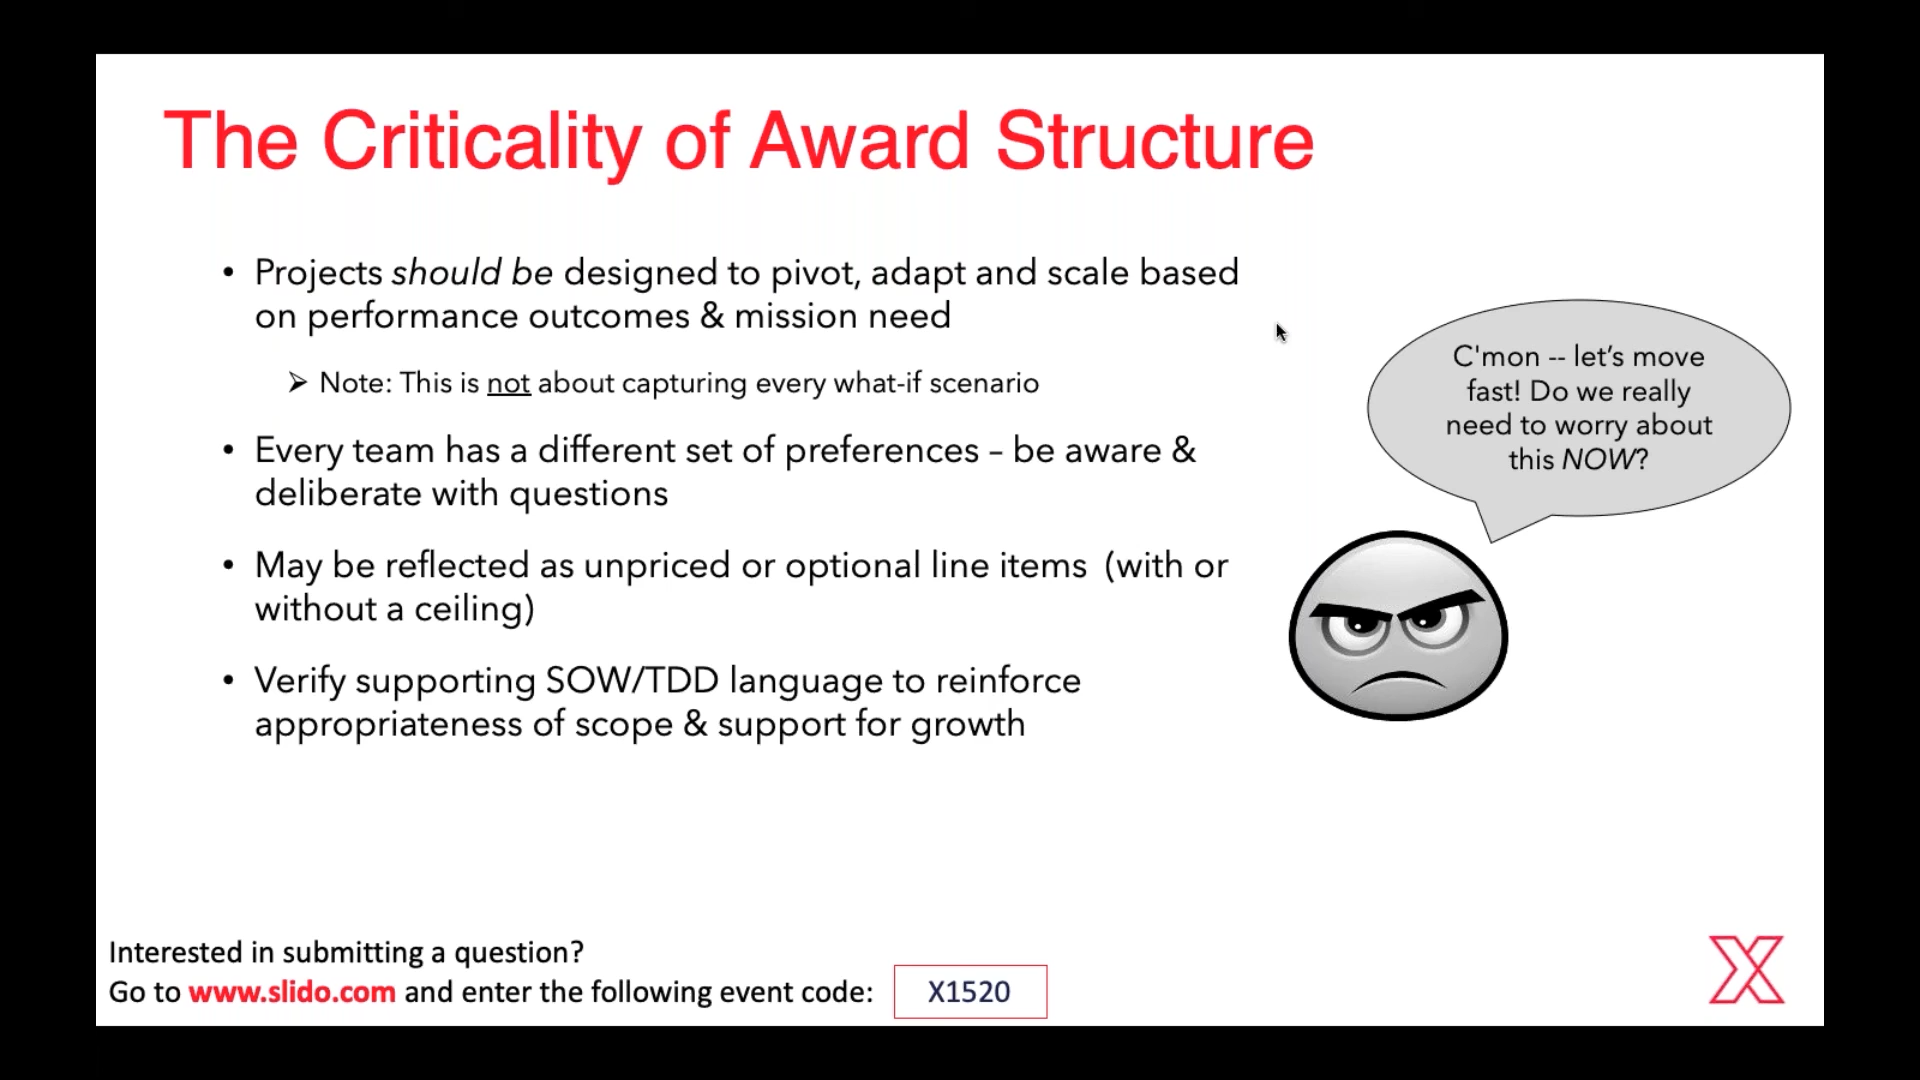 The Criticality of Award Structure
• Projects should be designed to pivot, adapt and scale based
on performance outcomes & mission need
➢ Note: This is not about capturing every what-if scenario
• Every team has a different set of preferences – be aware &
deliberate with questions
• May be reflected as unpriced or optional line items (with or
without a ceiling)
• Verify supporting SOW/TDD language to reinforce
appropriateness of scope & support for growth
C'mon -- let’s move
fast! Do we really
need to worry about
this NOW?
Interested in submitting a question?
Go to www.slido.com and enter the following event code: X1520
X